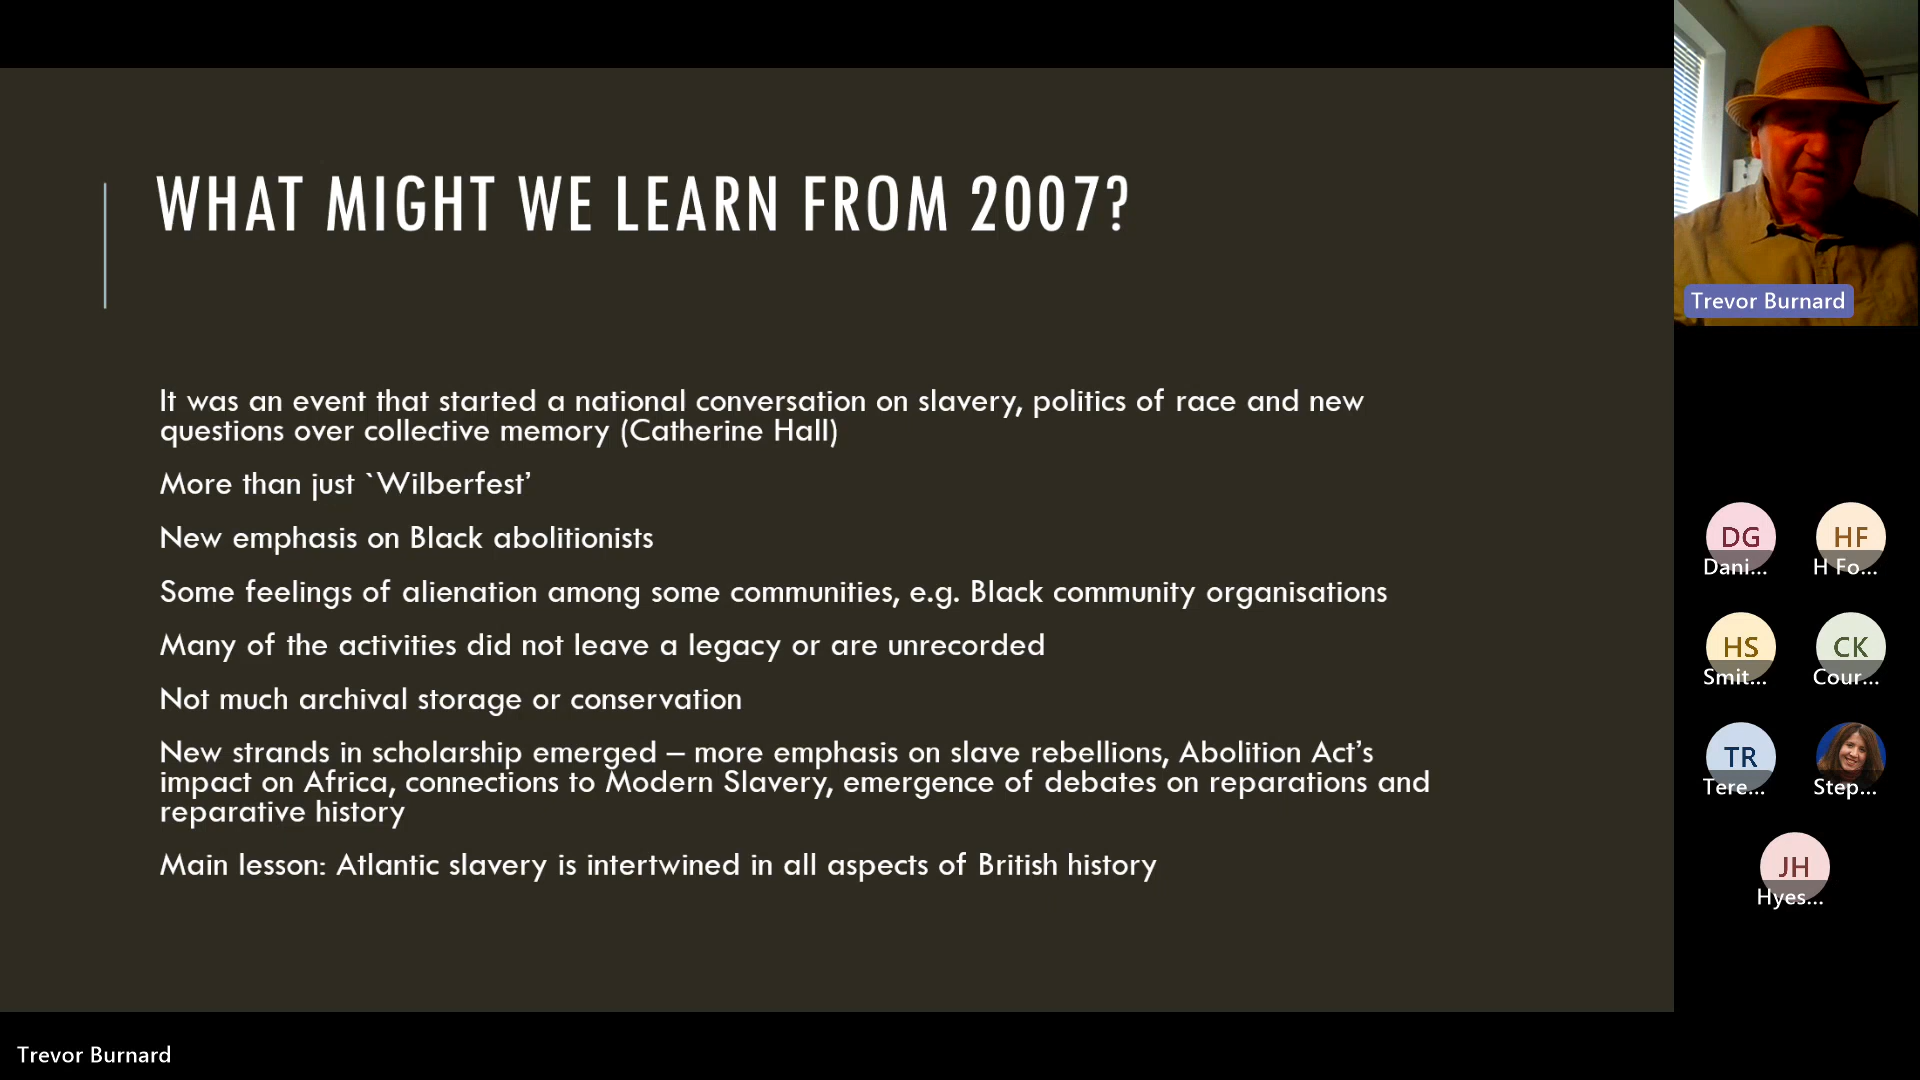 WHAT MIGHT WE LEARN FROM 2007?
It was an event that started a national conversation on slavery, politics of race and new
questions over collective memory (Catherine Hall)
More than just `Wilberfest’
New emphasis on Black abolitionists
Some feelings of alienation among some communities, e.g. Black community organisations
Many of the activities did not leave a legacy or are unrecorded
Not much archival storage or conservation
New strands in scholarship emerged – more emphasis on slave rebellions, Abolition Act’s
impact on Africa, connections to Modern Slavery, emergence of debates on reparations and
reparative history
Main lesson: Atlantic slavery is intertwined in all aspects of British history
Trevor Burnard
DG
Dani...
HF
H Fo...
HS
Smit...
CK
Cour...
TR
Tere...
Step...
JH
Hyes...
Trevor Burnard